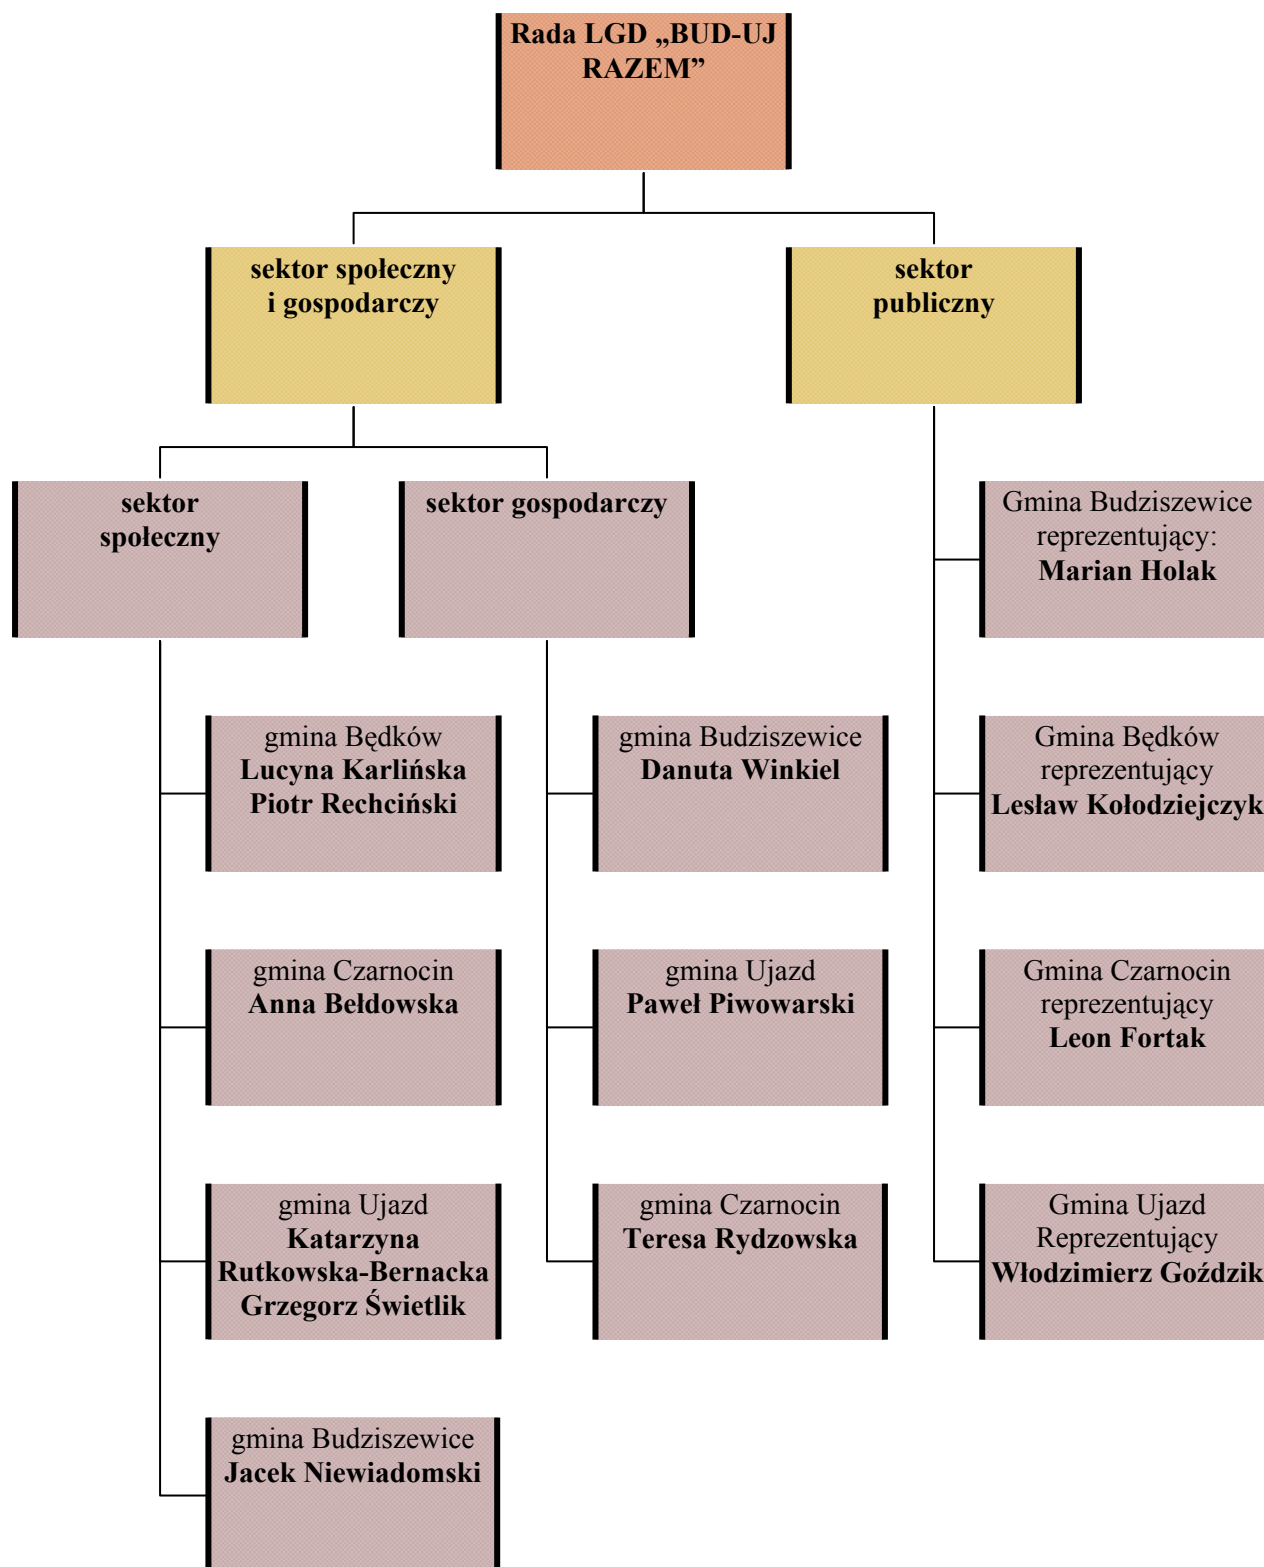 Rada LGD „BUD-UJ
RAZEM”
sektor społeczny
i gospodarczy
sektor
publiczny
sektor
społeczny
sektor gospodarczy
Gmina Budziszewice
reprezentujący:
Marian Holak
gmina Będków
Lucyna Karlińska
Piotr Rechciński
gmina Budziszewice
Danuta Winkiel
Gmina Będków
reprezentujący
Lesław Kołodziejczyk
gmina Czarnocin
Anna Bełdowska
gmina Ujazd
Paweł Piwowarski
Gmina Czarnocin
reprezentujący
Leon Fortak
gmina Ujazd
Katarzyna
Rutkowska-Bernacka
Grzegorz Świetlik
gmina Czarnocin
Teresa Rydzowska
Gmina Ujazd
Reprezentujący
Włodzimierz Goździk
gmina Budziszewice
Jacek Niewiadomski